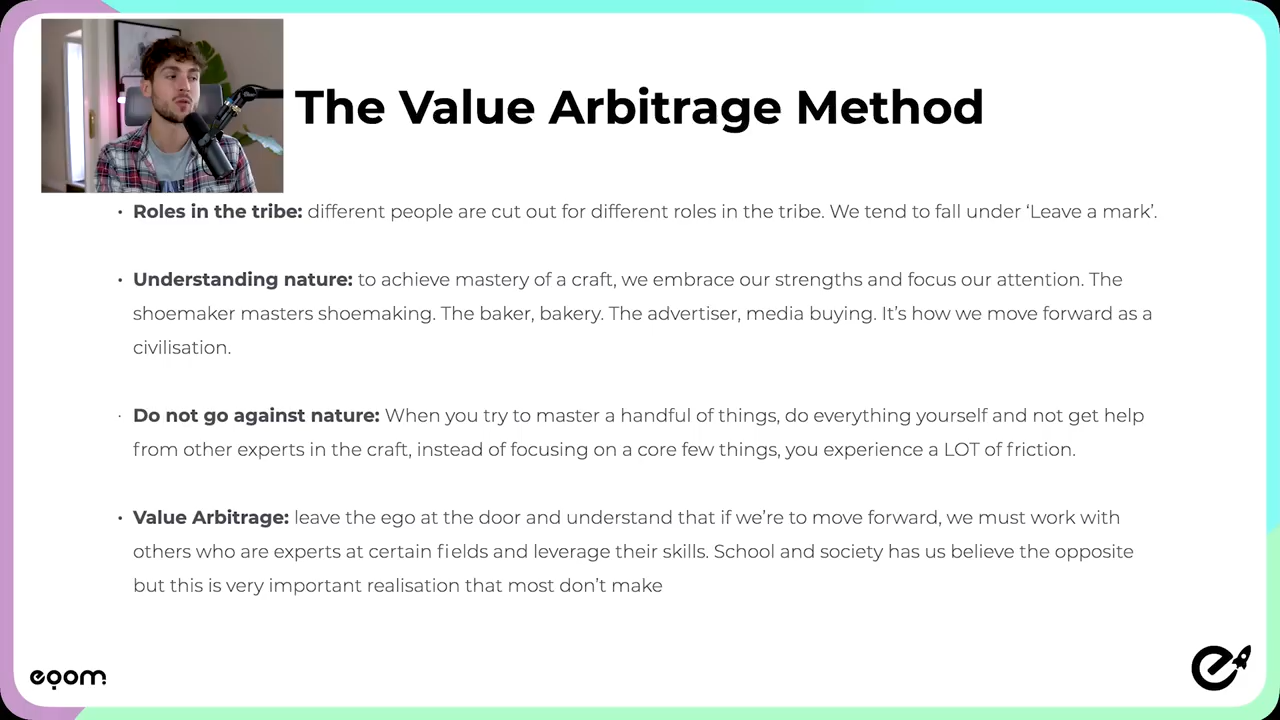 The Value Arbitrage Method
• Roles in the tribe: different people are cut out for different roles in the tribe. We tend to fall under ‘Leave a mark’.
• Understanding nature: to achieve mastery of a craft, we embrace our strengths and focus our attention. The
shoemaker masters shoemaking. The baker, bakery. The advertiser, media buying. It’s how we move forward as a
civilisation.
• Do not go against nature: When you try to master a handful of things, do everything yourself and not get help
from other experts in the craft, instead of focusing on a core few things, you experience a LOT of friction.
• Value Arbitrage: leave the ego at the door and understand that if we’re to move forward, we must work with
others who are experts at certain fields and leverage their skills. School and society has us believe the opposite
but this is very important realisation that most don’t make
eqom
e